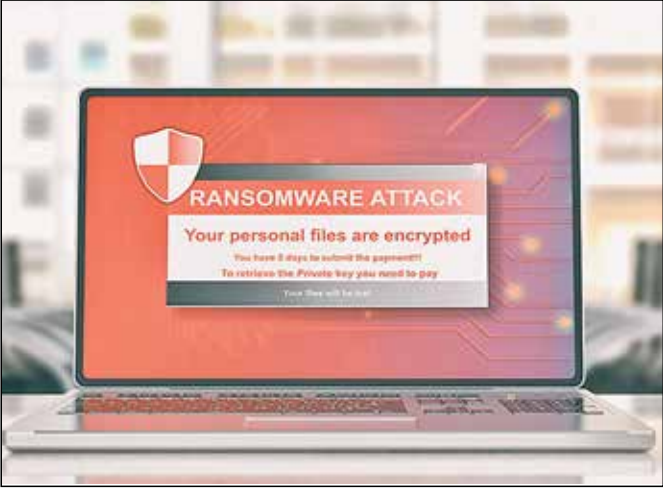 RANSOMWARE ATTACK
Your personal files are encrypted
You have 5 days to submit the payment!!!
To retrieve the Private key you need to pay
Your files will be lost